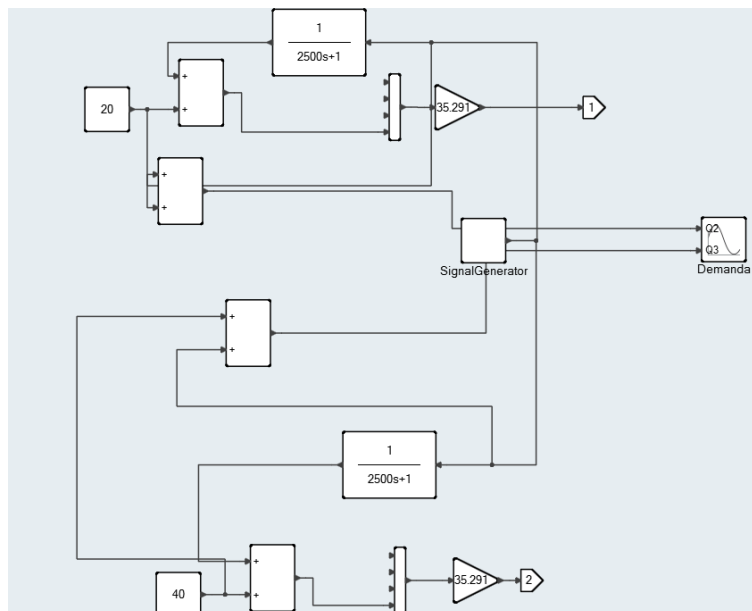 1
2500s+1
+
+
20
35.291
1
+
+
Q2
Q3
SignalGenerator
Demanda
+
+
1
2500s+1
+
+
40
35.291
2